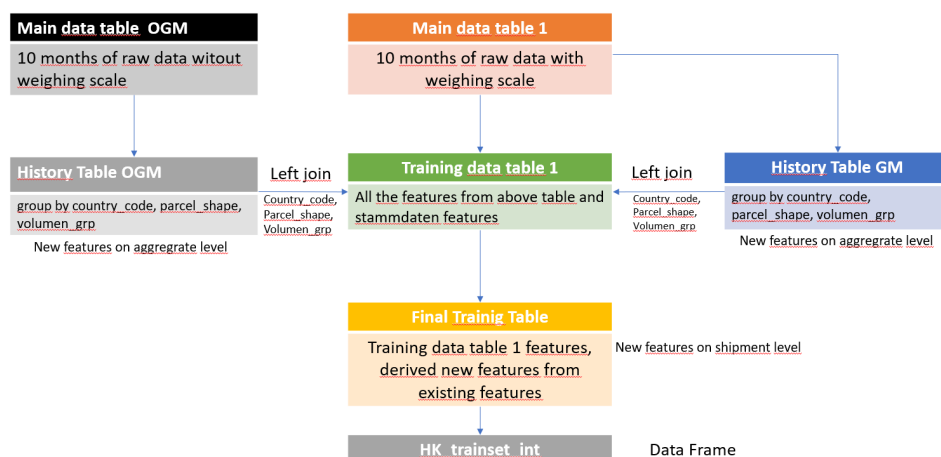 Main data table OGM
10 months of raw data witout
weighing scale
Main data table 1
10 months of raw data with
weighing scale
History Table OGM
group by country_code, parcel_shape,
volumen_grp
New features on aggregrate level
Left join
Country_code,
Parcel_shape,
Volumen_grp
Training data table 1
All the features from above table and
stammdaten features
Left join
Country_code,
Parcel_shape,
Volumen_grp
History Table GM
group by country_code,
parcel_shape, volumen_grp
New features on aggregrate level
Final Trainig Table
Training data table 1 features,
derived new features from
existing features
New features on shipment level
HK_trainset_int
Data Frame